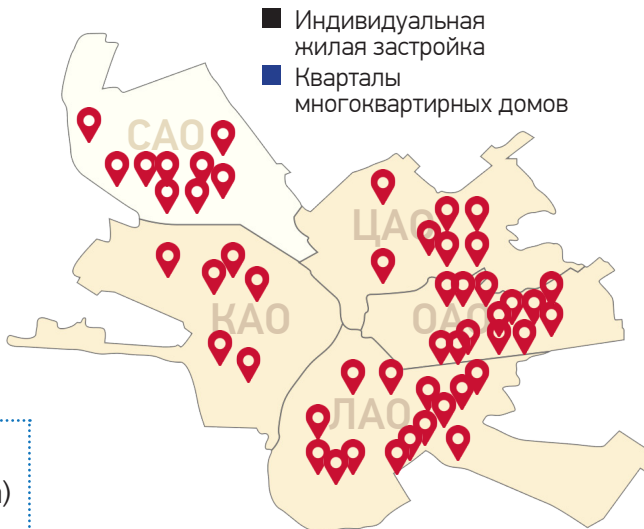 Индивидуальная
жилая застройка
Кварталы
многоквартирных домов
САО
ЦАО
КАО
ОАО
ЛАО
)